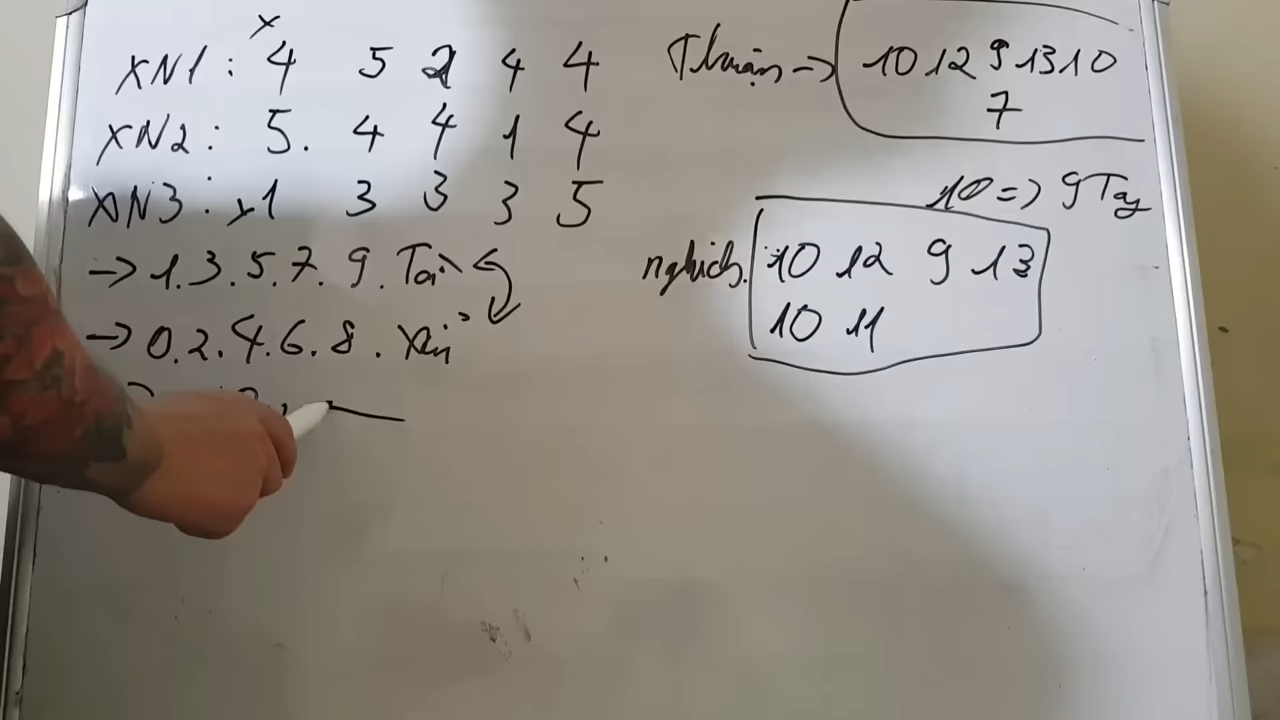 x
XN1: 4 5 2 4 4
XN2: 5. 4 4 1 4
XN3: x1 3 3 3 5
→ 1.3.5.7.9. Tài
→ 0.2.4.6.8. Xỉu
Thuận → 10 12 9 13 10
7
10 => 9 Tay
nghịch. 10 12 9 13
10 11